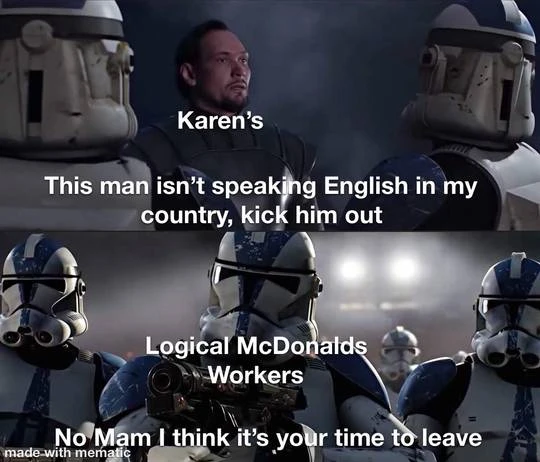 Karen's
This man isn't speaking English in my
country, kick him out
Logical McDonalds
Workers
No Mam I think it's your time to leave
made with mematic